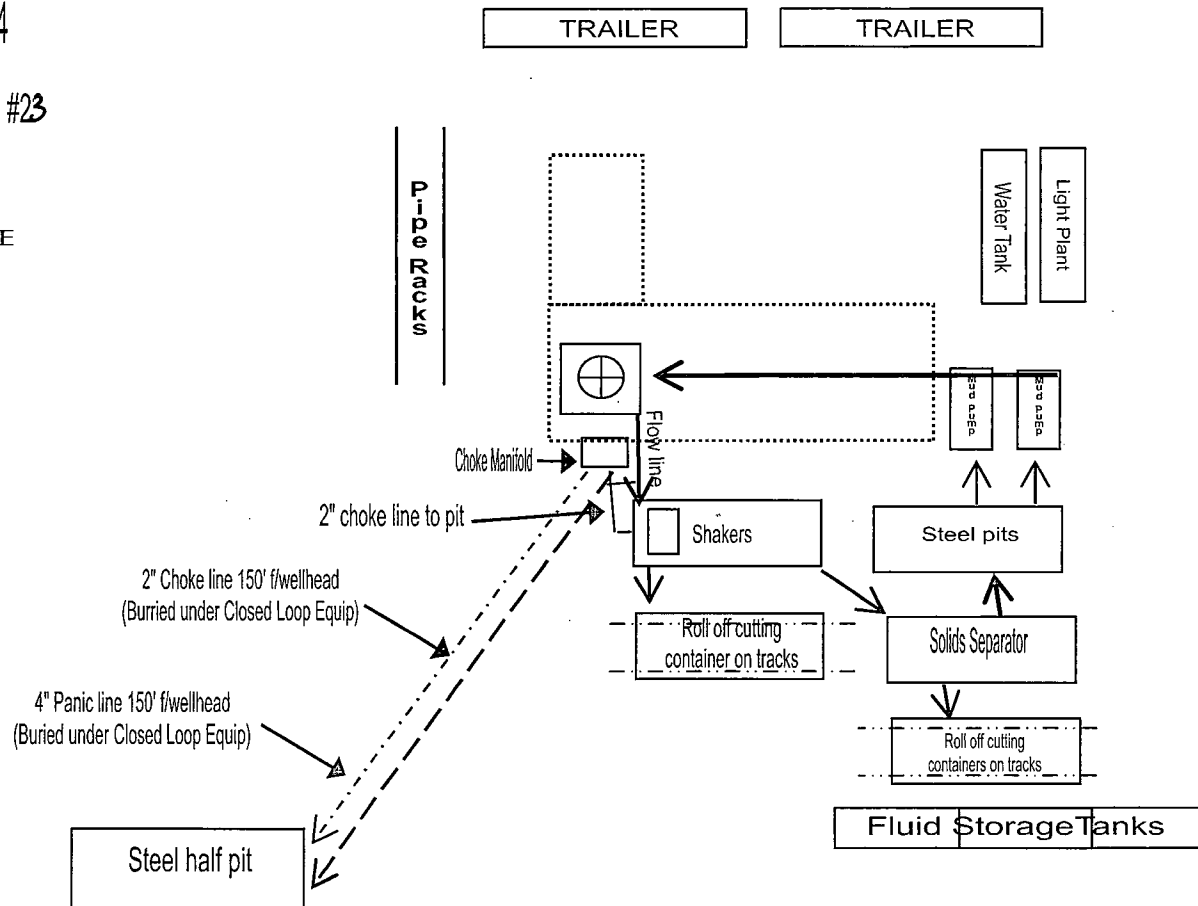 TRAILER
TRAILER
4
#23
E
Pipe Racks
Water Tank
Light Plant
Mud pump
Mud pump
Flow line
Choke Manifold
2" choke line to pit
Shakers
Steel pits
2" Choke line 150' f/wellhead
(Burried under Closed Loop Equip)
Roll off cutting
container on tracks
Solids Separator
4" Panic line 150' f/wellhead
(Buried under Closed Loop Equip)
Roll off cutting
containers on tracks
Fluid StorageTanks
Steel half pit